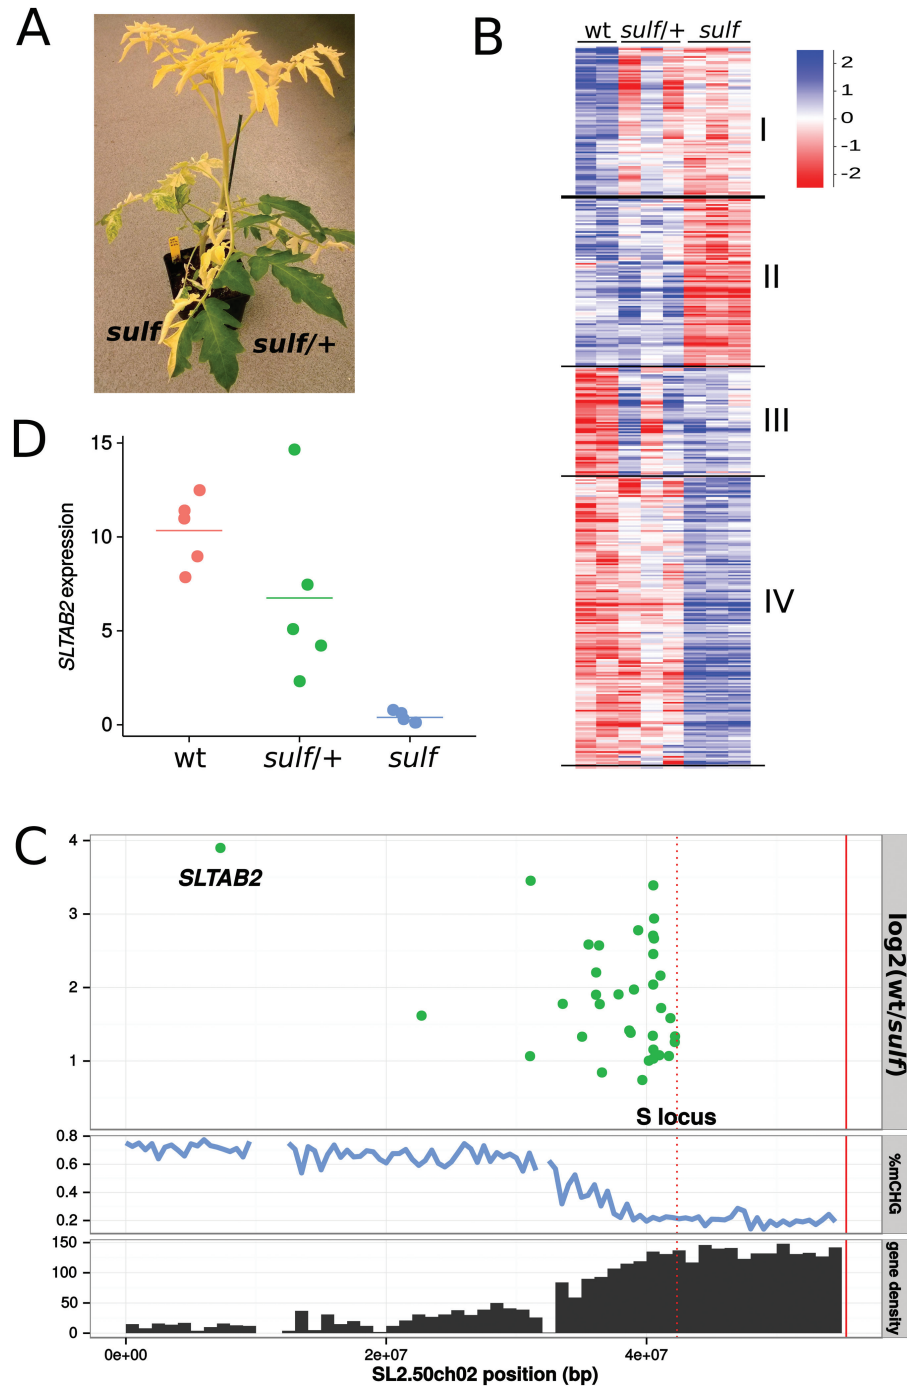 A
sulf
sulf/+
B
wt sulf/+ sulf
I
II
III
IV
2
1
0
-1
-2
D
SLTAB2 expression
15
10
5
0
wt sulf/+ sulf
C
4
3
2
1
SLTAB2
S locus
log2(wt/sulf)
0.8
0.6
0.4
0.2
%mCHG
150
100
50
0
gene density
0e+00 2e+07 4e+07
SL2.50ch02 position (bp)